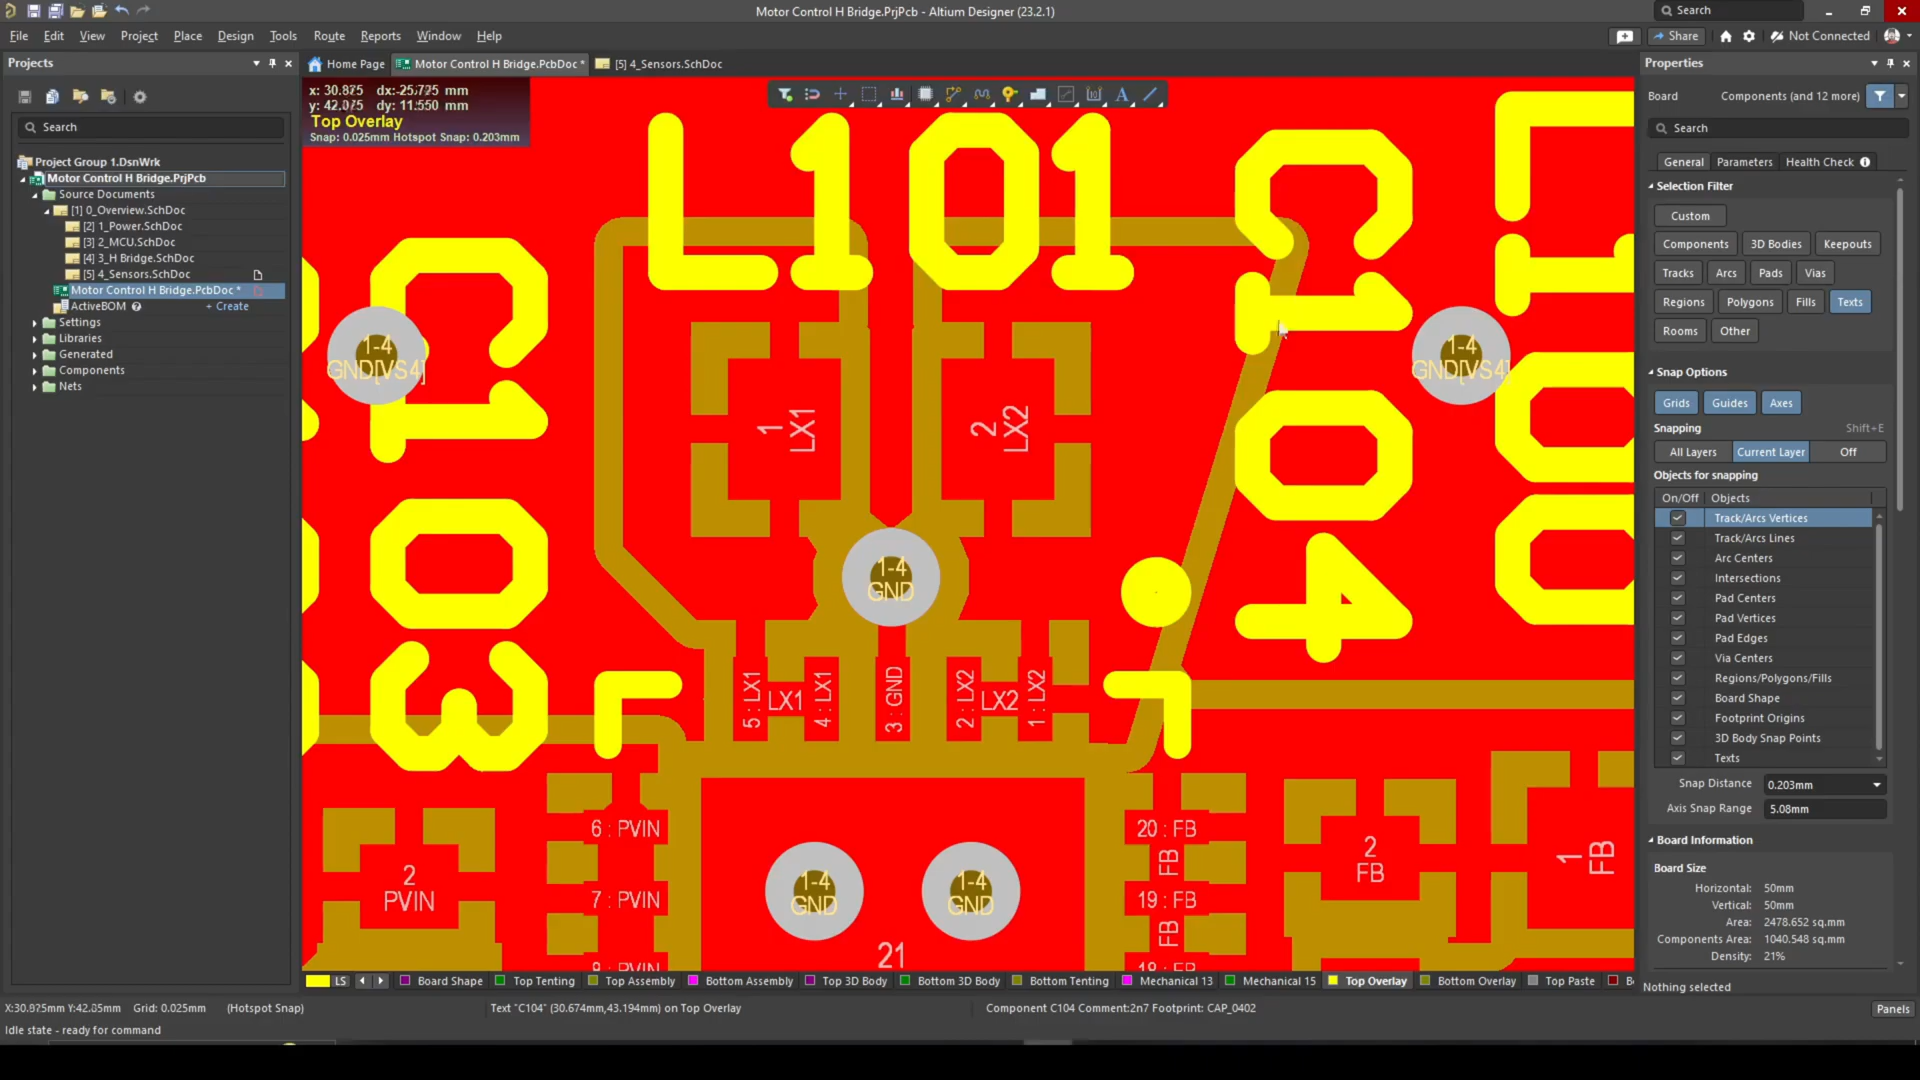 Motor Control H Bridge.PrjPcb - Altium Designer (23.2.1)
Search
File Edit View Project Place Design Tools Route Reports Window Help
Share
Not Connected
Projects
Home Page
Motor Control H Bridge.PcbDoc *
[5] 4_Sensors.SchDoc
Properties
x: 30.875 dx:-25.775 mm
y: 42.075 dy: 11.550 mm
Top Overlay
Snap: 0.025mm Hotspot Snap: 0.203mm
Board
Components (and 12 more)
Search
Search
Project Group 1.DsnWrk
Motor Control H Bridge.PrjPcb
Source Documents
[1] 0_Overview.SchDoc
[2] 1_Power.SchDoc
[3] 2_MCU.SchDoc
[4] 3_H Bridge.SchDoc
[5] 4_Sensors.SchDoc
Motor Control H Bridge.PcbDoc *
ActiveBOM
+ Create
Settings
Libraries
Generated
Components
Nets
L101
C103
C104
L100
1-4
GND[VS4]
1-4
GND[VS4]
1
LX1
2
LX2
1-4
GND
5 : LX1
LX1
4 : LX1
3 : GND
2 : LX2
LX2
1 : LX2
6 : PVIN
7 : PVIN
2
PVIN
1-4
GND
1-4
GND
21
20 : FB
FB
19 : FB
FB
2
FB
1
FB
General Parameters Health Check
Selection Filter
Custom
Components 3D Bodies Keepouts
Tracks Arcs Pads Vias
Regions Polygons Fills Texts
Rooms Other
Snap Options
Grids Guides Axes
Snapping Shift+E
All Layers Current Layer Off
Objects for snapping
On/Off Objects
Track/Arcs Vertices
Track/Arcs Lines
Arc Centers
Intersections
Pad Centers
Pad Vertices
Pad Edges
Via Centers
Regions/Polygons/Fills
Board Shape
Footprint Origins
3D Body Snap Points
Texts
Snap Distance 0.203mm
Axis Snap Range 5.08mm
Board Information
Board Size
Horizontal: 50mm
Vertical: 50mm
Area: 2478.652 sq.mm
Components Area: 1040.548 sq.mm
Density: 21%
Nothing selected
LS Board Shape Top Tenting Top Assembly Bottom Assembly Top 3D Body Bottom 3D Body Bottom Tenting Mechanical 13 Mechanical 15 Top Overlay Bottom Overlay Top Paste
X:30.975mm Y:42.85mm Grid: 0.025mm (Hotspot Snap)
Text "C104" (30.674mm,43.194mm) on Top Overlay
Component C104 Comment:2n7 Footprint: CAP_0402
Panels
Idle state - ready for command